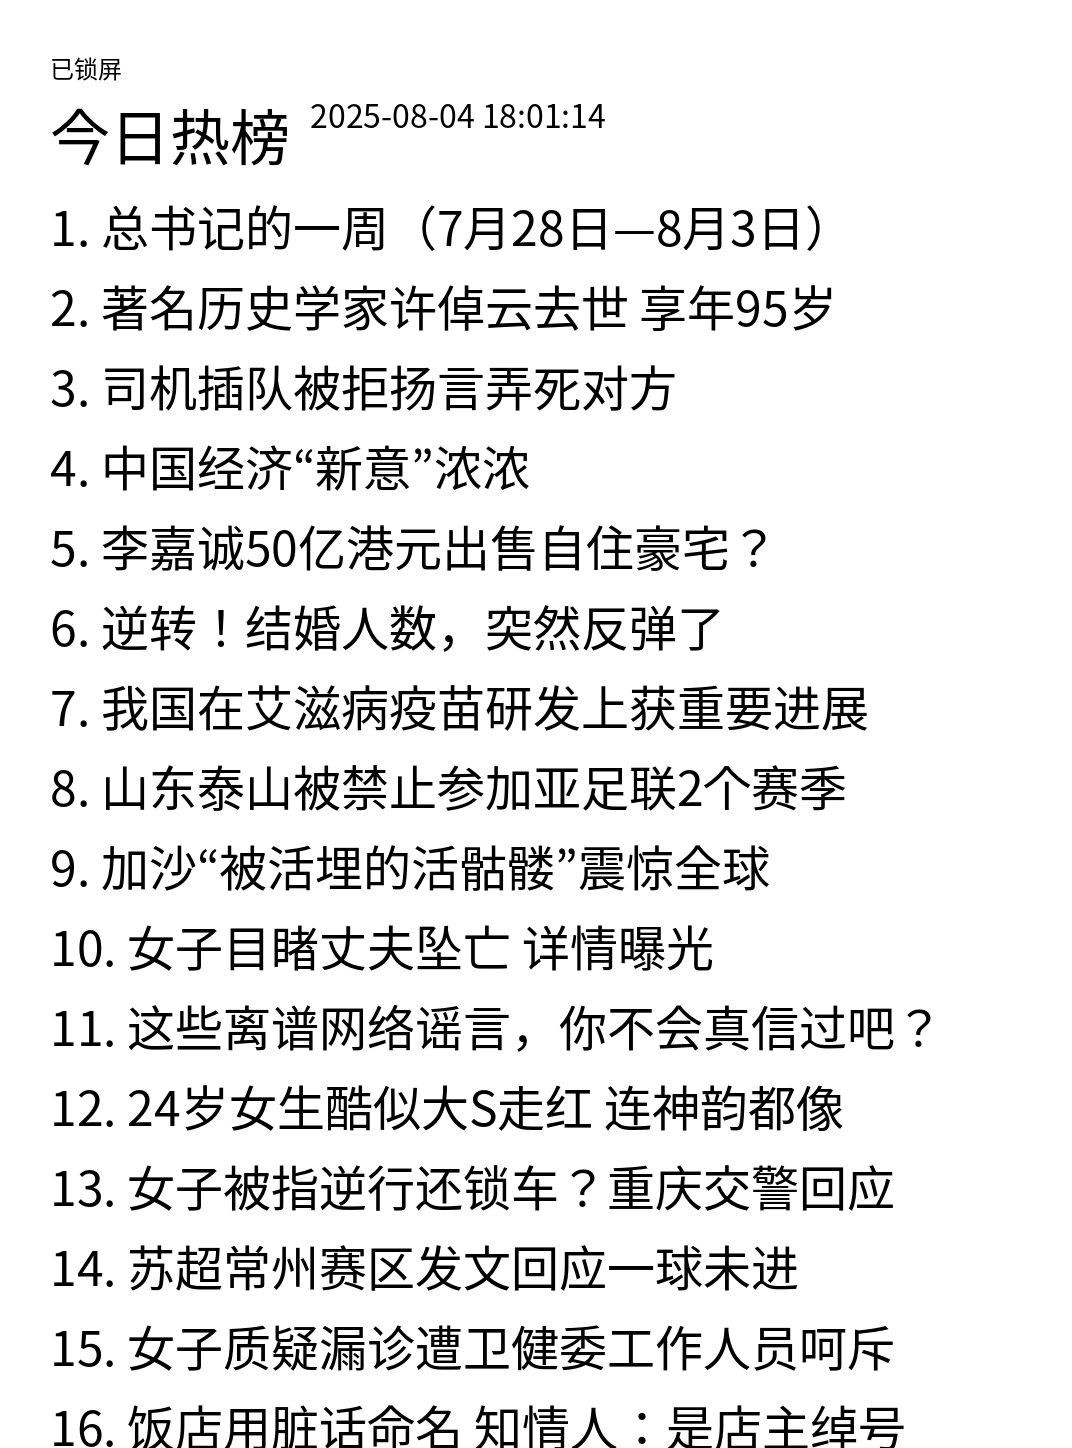 已锁屏
今日热榜 2025-08-04 18:01:14
1. 总书记的一周（7月28日—8月3日）
2. 著名历史学家许倬云去世 享年95岁
3. 司机插队被拒扬言弄死对方
4. 中国经济“新意”浓浓
5. 李嘉诚50亿港元出售自住豪宅？
6. 逆转！结婚人数，突然反弹了
7. 我国在艾滋病疫苗研发上获重要进展
8. 山东泰山被禁止参加亚足联2个赛季
9. 加沙“被活埋的活骷髅”震惊全球
10. 女子目睹丈夫坠亡 详情曝光
11. 这些离谱网络谣言，你不会真信过吧？
12. 24岁女生酷似大S走红 连神韵都像
13. 女子被指逆行还锁车？重庆交警回应
14. 苏超常州赛区发文回应一球未进
15. 女子质疑漏诊遭卫健委工作人员呵斥
16. 饭店用脏话命名 知情人：是店主绰号